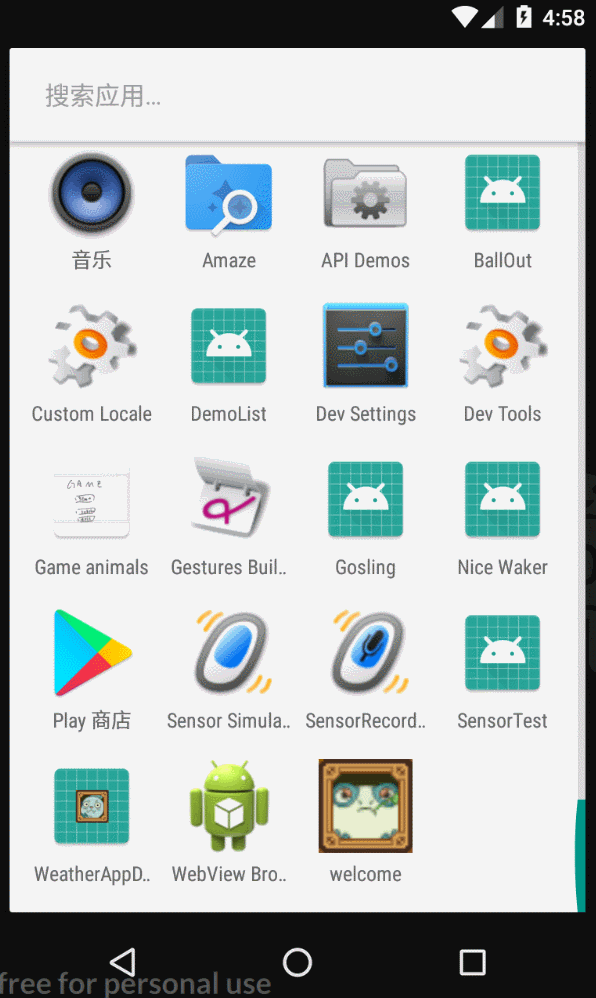 4:58
搜索应用...
音乐 Amaze API Demos BallOut
Custom Locale DemoList Dev Settings Dev Tools
GAME
Game animals Gestures Buil.. Gosling Nice Waker
Play 商店 Sensor Simula.. SensorRecord.. SensorTest
WeatherAppD.. WebView Bro.. welcome
free for personal use